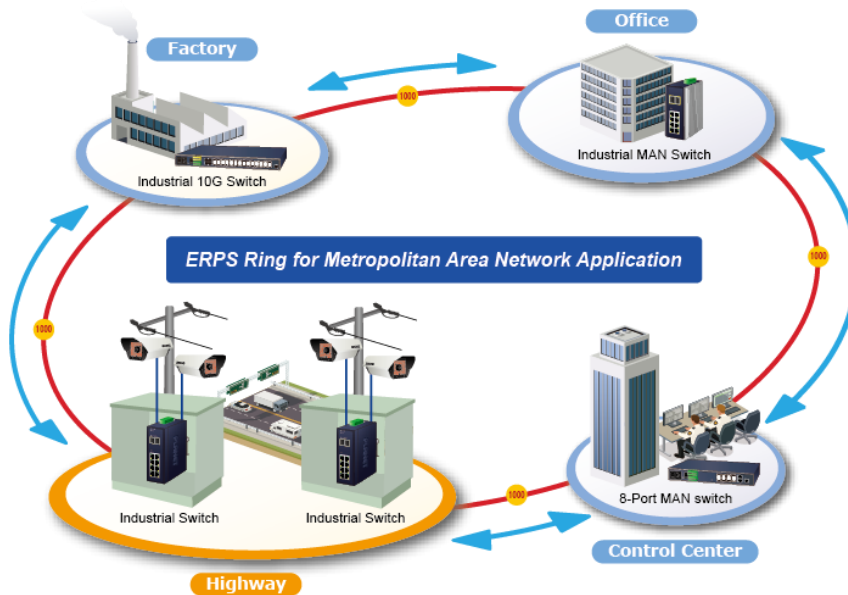 Office
Factory
1000
Industrial MAN Switch
Industrial 10G Switch
ERPS Ring for Metropolitan Area Network Application
1000
1000
8-Port MAN switch
1000
Industrial Switch
Industrial Switch
Control Center
Highway